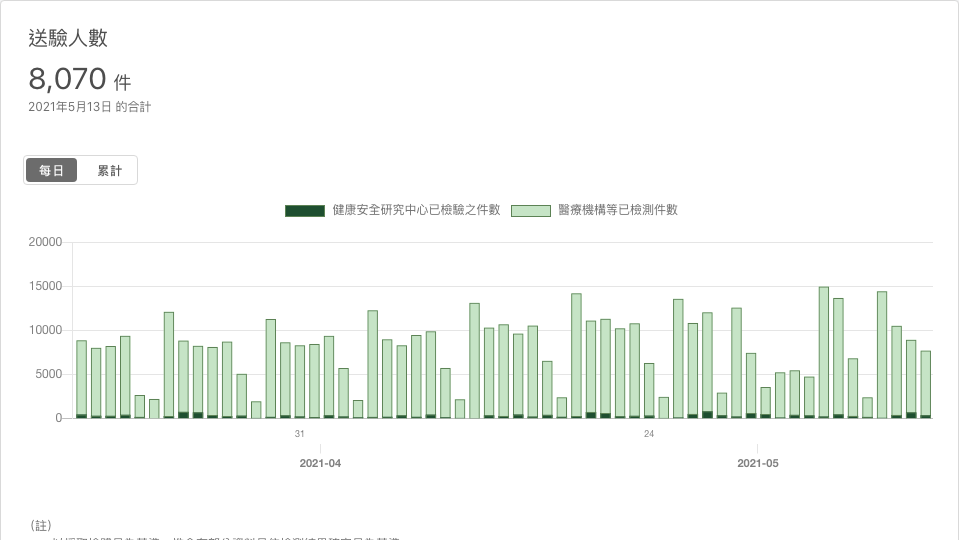 送驗人數
8,070 件
2021年5月13日 的合計
每日 累計
健康安全研究中心已檢驗之件數 醫療機構等已檢測件數
20000
15000
10000
5000
0
31 24
2021-04 2021-05
(註)